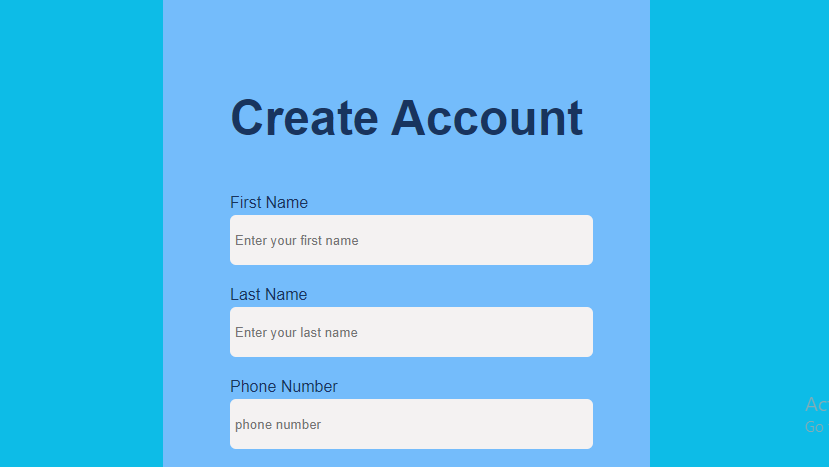 Create Account
First Name
Enter your first name
Last Name
Enter your last name
Phone Number
phone number
Go